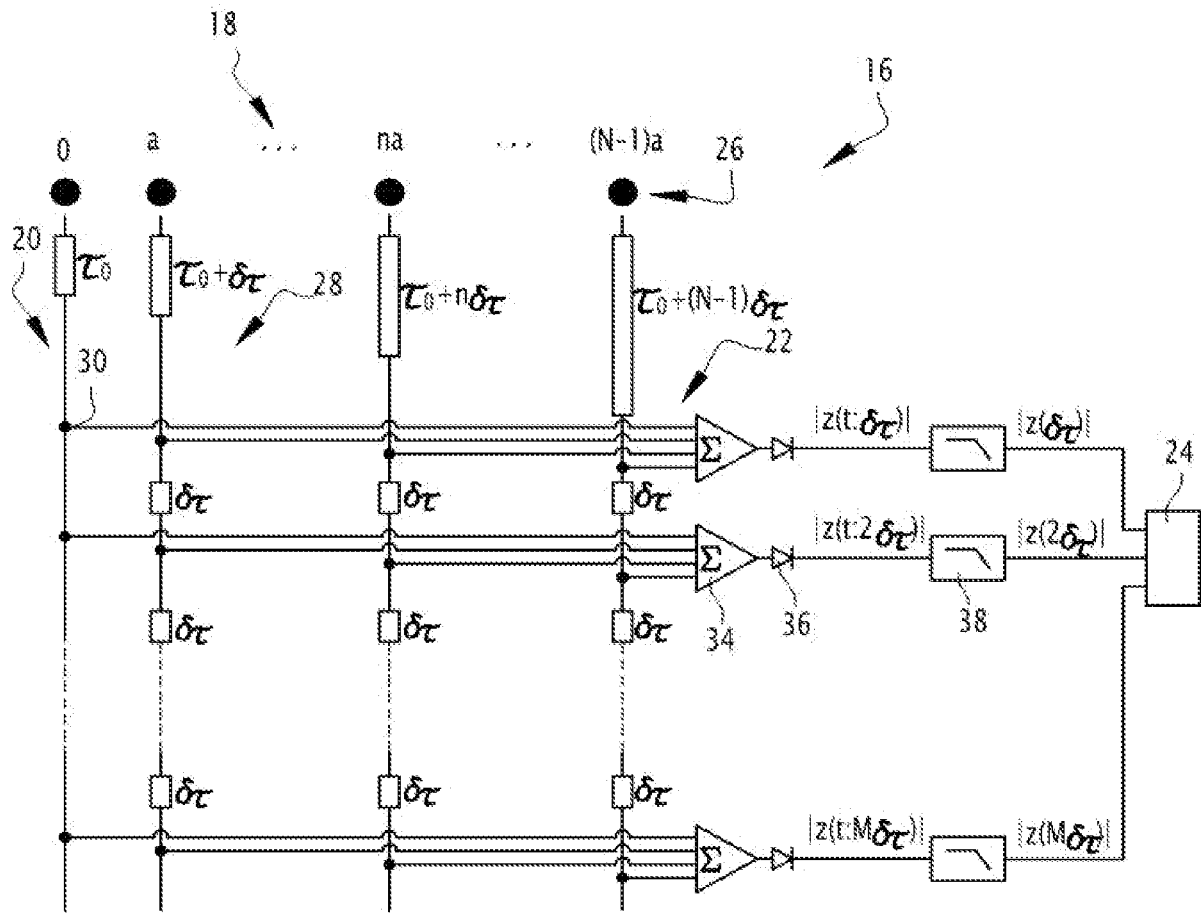 18
16
0 a ... na ... (N-1)a
26
20
τ₀
τ₀+δτ
28
τ₀+nδτ
τ₀+(N-1)δτ
22
30
Σ
|z(t:δτ)|
|z(δτ)|
24
δτ δτ δτ
Σ
|z(t:2δτ)|
|z(2δτ)|
34
36
38
δτ δτ δτ
δτ δτ δτ
Σ
|z(t:Mδτ)|
|z(Mδτ)|